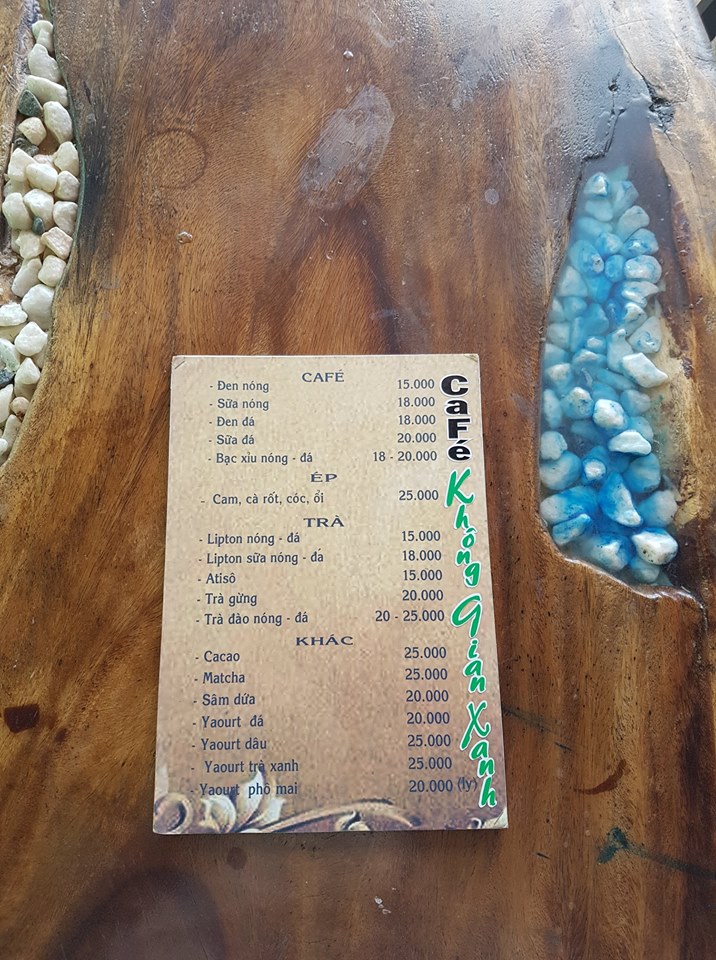 CAFÉ
- Đen nóng 15.000
- Sữa nóng 18.000
- Đen đá 18.000
- Sữa đá 20.000
- Bạc xìu nóng - đá 18 - 20.000
ÉP
- Cam, cà rốt, cóc, ổi 25.000
TRÀ
- Lipton nóng - đá 15.000
- Lipton sữa nóng - đá 18.000
- Atisô 15.000
- Trà gừng 20.000
- Trà đào nóng - đá 20 - 25.000
KHÁC
- Cacao 25.000
- Matcha 25.000
- Sâm dứa 20.000
- Yaourt đá 20.000
- Yaourt dâu 25.000
- Yaourt trà xanh 25.000
- Yaourt phô mai 20.000 (ly)
CaFé Không Gian Xanh